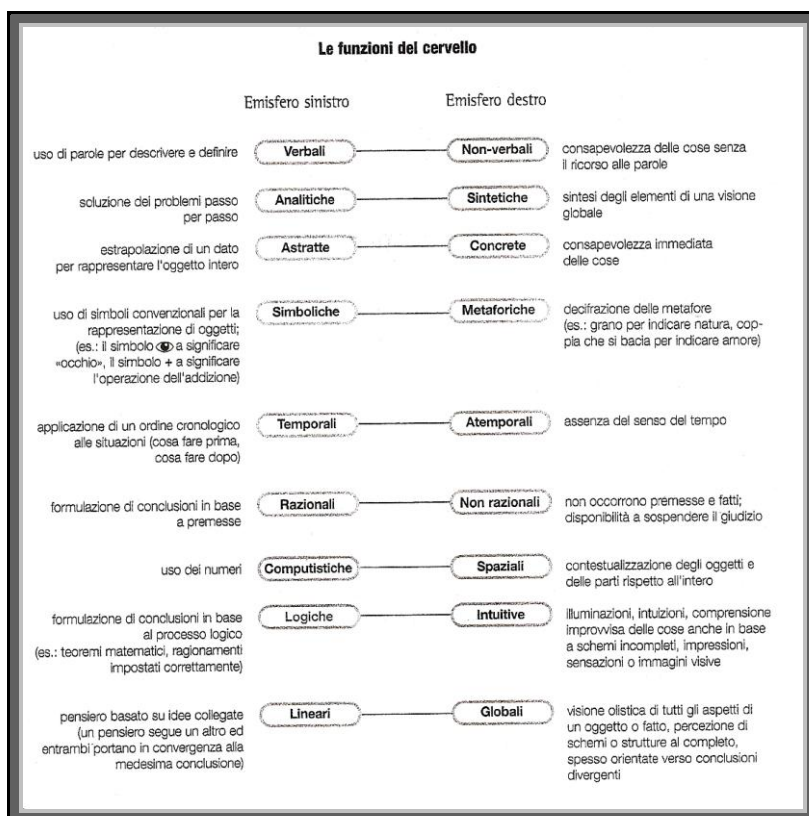 Le funzioni del cervello
Emisfero sinistro
Emisfero destro
uso di parole per descrivere e definire
Verbali
Non-verbali
consapevolezza delle cose senza
il ricorso alle parole
soluzione dei problemi passo
per passo
Analitiche
Sintetiche
sintesi degli elementi di una visione
globale
estrapolazione di un dato
per rappresentare l'oggetto intero
Astratte
Concrete
consapevolezza immediata
delle cose
uso di simboli convenzionali per la
rappresentazione di oggetti;
(es.: il simbolo a significare
«occhio», il simbolo + a significare
l'operazione dell'addizione)
Simboliche
Metaforiche
decifrazione delle metafore
(es.: grano per indicare natura, cop-
pia che si bacia per indicare amore)
applicazione di un ordine cronologico
alle situazioni (cosa fare prima,
cosa fare dopo)
Temporali
Atemporali
assenza del senso del tempo
formulazione di conclusioni in base
a premesse
Razionali
Non razionali
non occorrono premesse e fatti;
disponibilità a sospendere il giudizio
uso dei numeri
Computistiche
Spaziali
contestualizzazione degli oggetti e
delle parti rispetto all'intero
formulazione di conclusioni in base
al processo logico
(es.: teoremi matematici, ragionamenti
impostati correttamente)
Logiche
Intuitive
illuminazioni, intuizioni, comprensione
improvvisa delle cose anche in base
a schemi incompleti, impressioni,
sensazioni o immagini visive
pensiero basato su idee collegate
(un pensiero segue un altro ed
entrambi portano in convergenza alla
medesima conclusione)
Lineari
Globali
visione olistica di tutti gli aspetti di
un oggetto o fatto, percezione di
schemi o strutture al completo,
spesso orientate verso conclusioni
divergenti